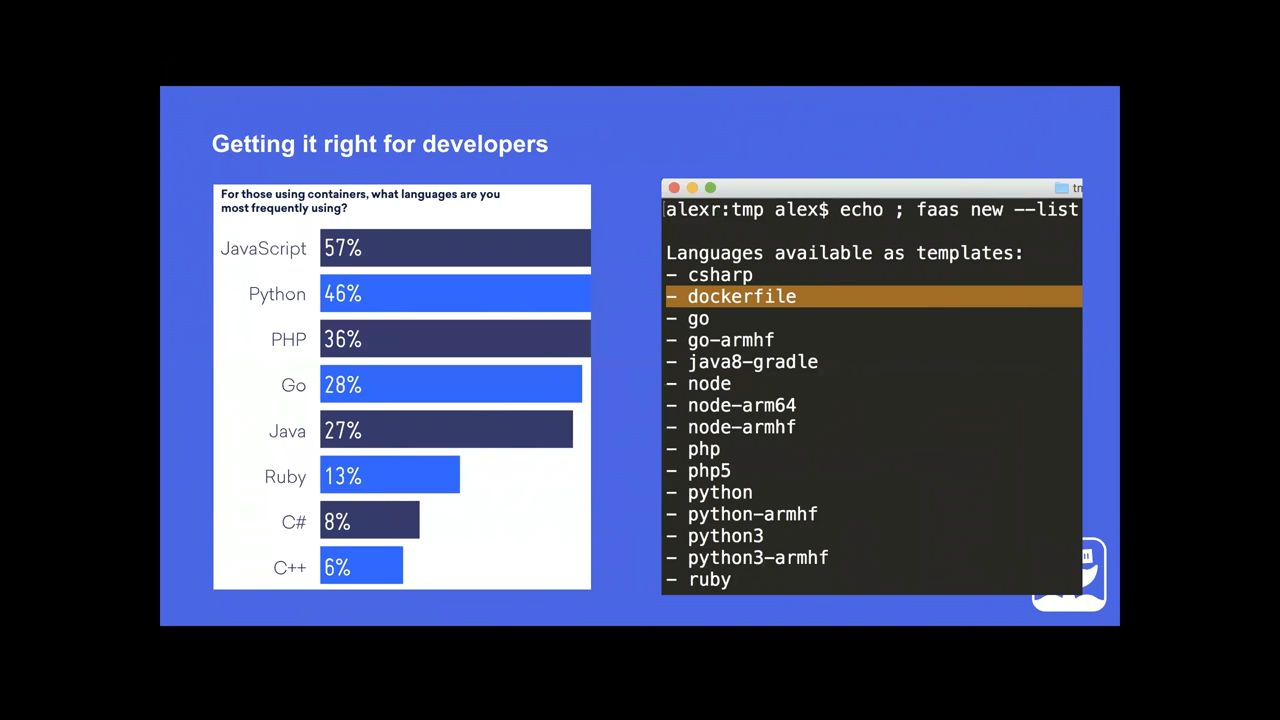 Getting it right for developers
For those using containers, what languages are you
most frequently using?
JavaScript 57%
Python 46%
PHP 36%
Go 28%
Java 27%
Ruby 13%
C# 8%
C++ 6%
alexr:tmp alex$ echo ; faas new --list
Languages available as templates:
- csharp
- dockerfile
- go
- go-armhf
- java8-gradle
- node
- node-arm64
- node-armhf
- php
- php5
- python
- python-armhf
- python3
- python3-armhf
- ruby